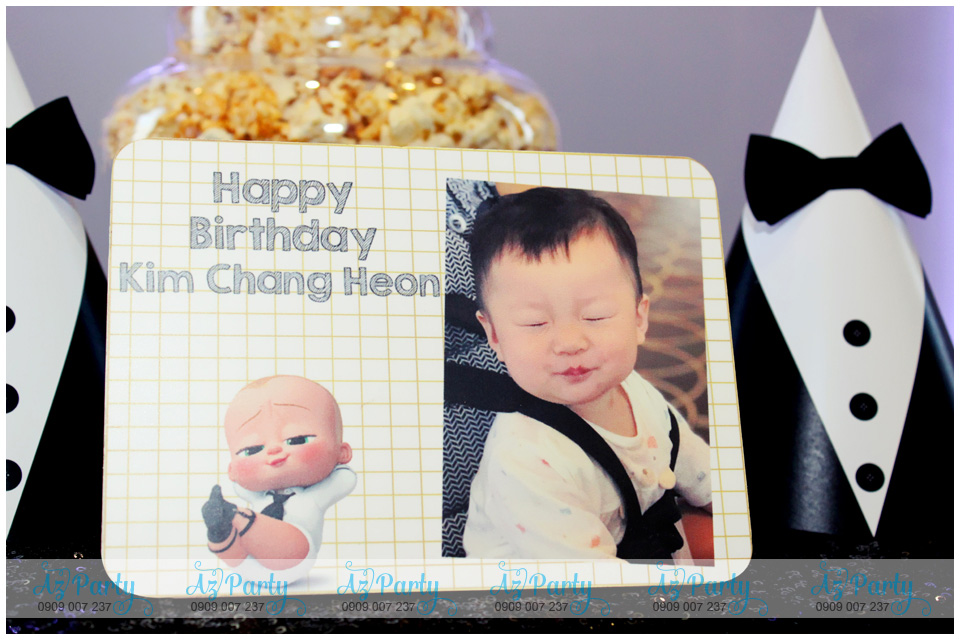 Happy
Birthday
Kim Chang Heon
Az Party Az Party Az Party Az Party Az Party Az Party
0909 007 237 0909 007 237 0909 007 237 0909 007 237 0909 007 237 0909 007 237